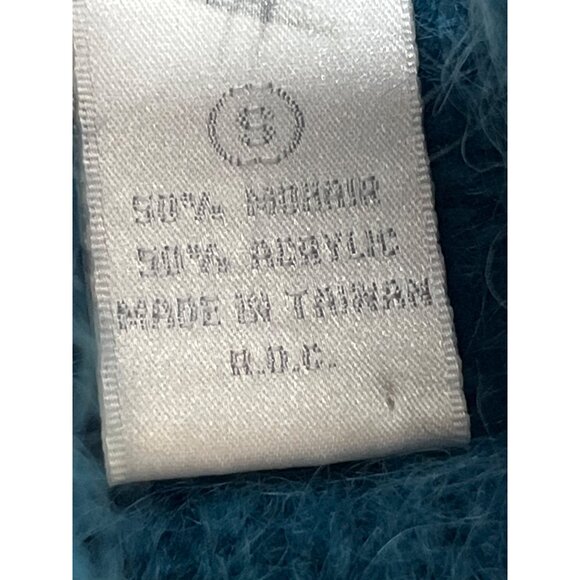 S
50% MOHAIR
50% ACRYLIC
MADE IN TAIWAN
R.O.C.